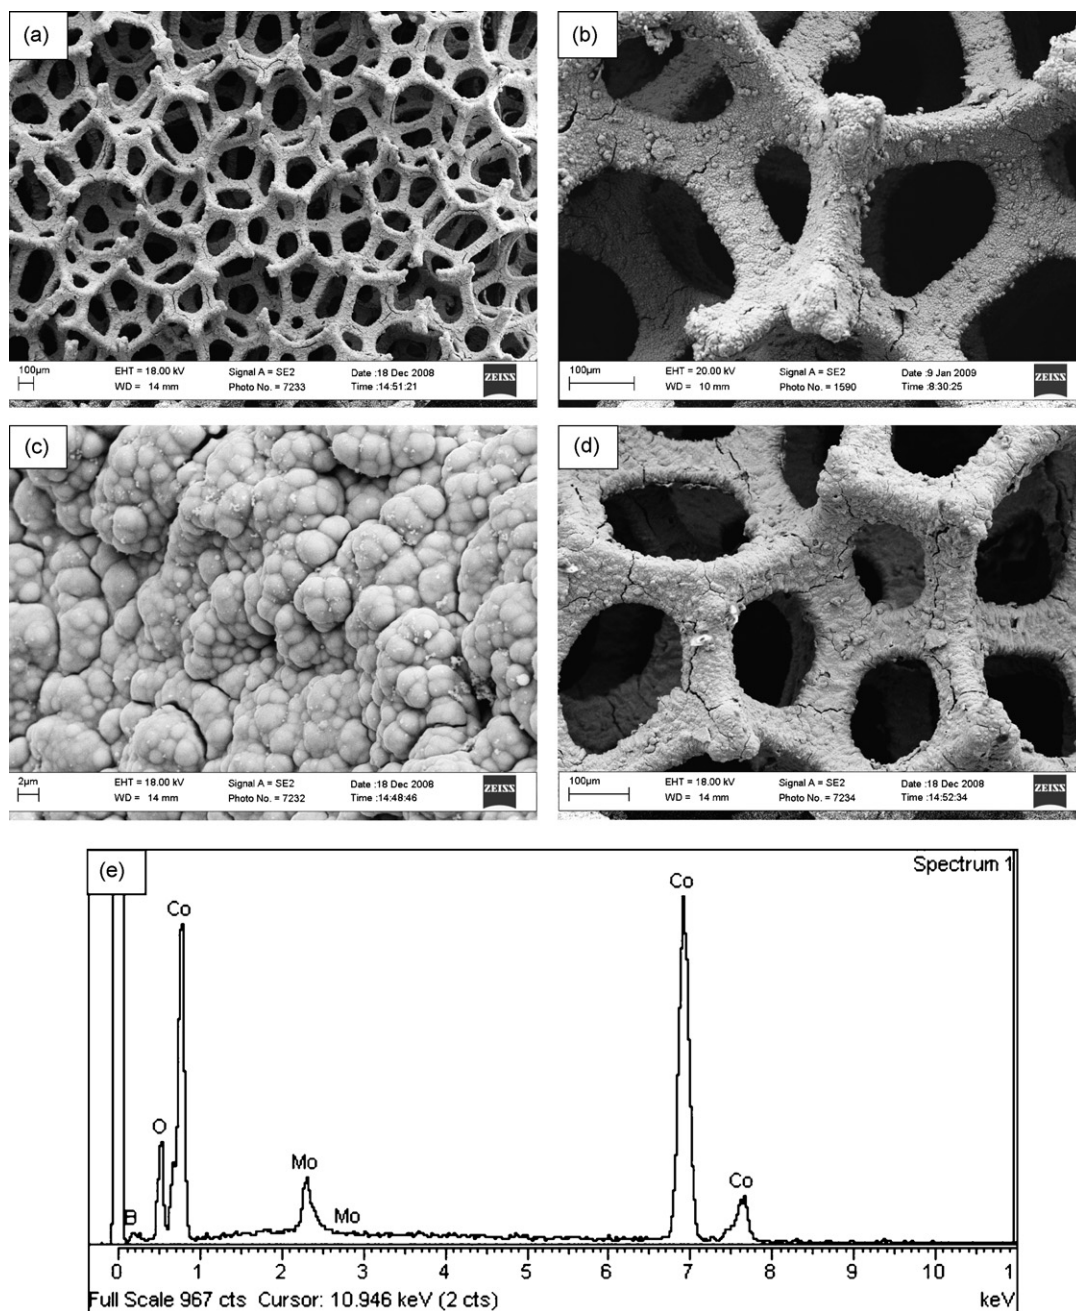 (a)
100µm
EHT = 18.00 kV
WD = 14 mm
Signal A = SE2
Photo No. = 7233
Date :18 Dec 2008
Time :14:51:21
ZEISS
(b)
100µm
EHT = 20.00 kV
WD = 10 mm
Signal A = SE2
Photo No. = 1590
Date :9 Jan 2009
Time :8:30:25
ZEISS
(c)
2µm
EHT = 18.00 kV
WD = 14 mm
Signal A = SE2
Photo No. = 7232
Date :18 Dec 2008
Time :14:48:46
ZEISS
(d)
100µm
EHT = 18.00 kV
WD = 14 mm
Signal A = SE2
Photo No. = 7234
Date :18 Dec 2008
Time :14:52:34
ZEISS
(e)
Spectrum 1
Co
Co
O
Mo
Co
B
Mo
0 1 2 3 4 5 6 7 8 9 10 1
Full Scale 967 cts Cursor: 10.946 keV (2 cts) keV